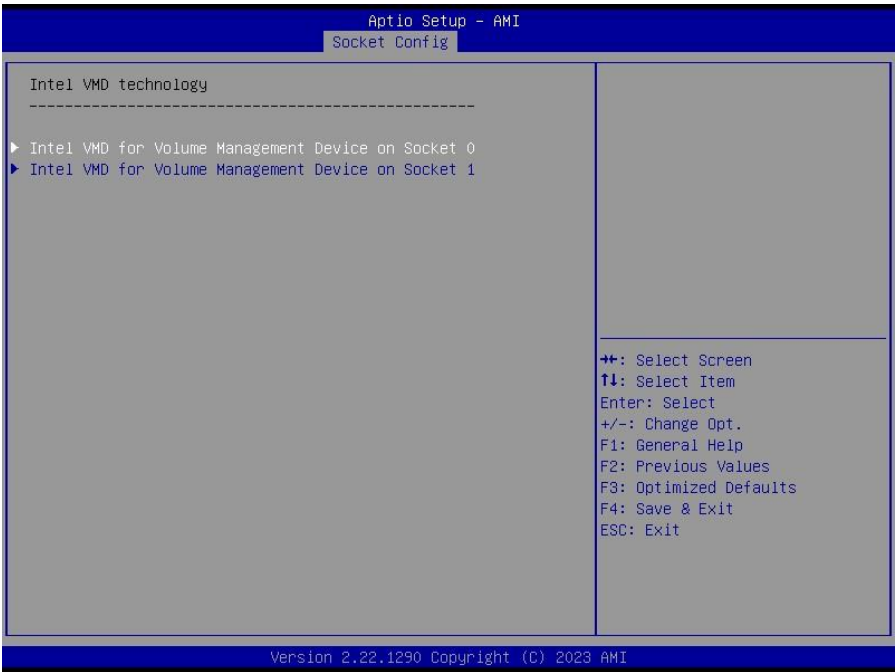 Aptio Setup - AMI
Socket Config
Intel VMD technology
--------------------------------------------------
Intel VMD for Volume Management Device on Socket 0
Intel VMD for Volume Management Device on Socket 1
→←: Select Screen
↑↓: Select Item
Enter: Select
+/-: Change Opt.
F1: General Help
F2: Previous Values
F3: Optimized Defaults
F4: Save & Exit
ESC: Exit
Version 2.22.1290 Copyright (C) 2023 AMI